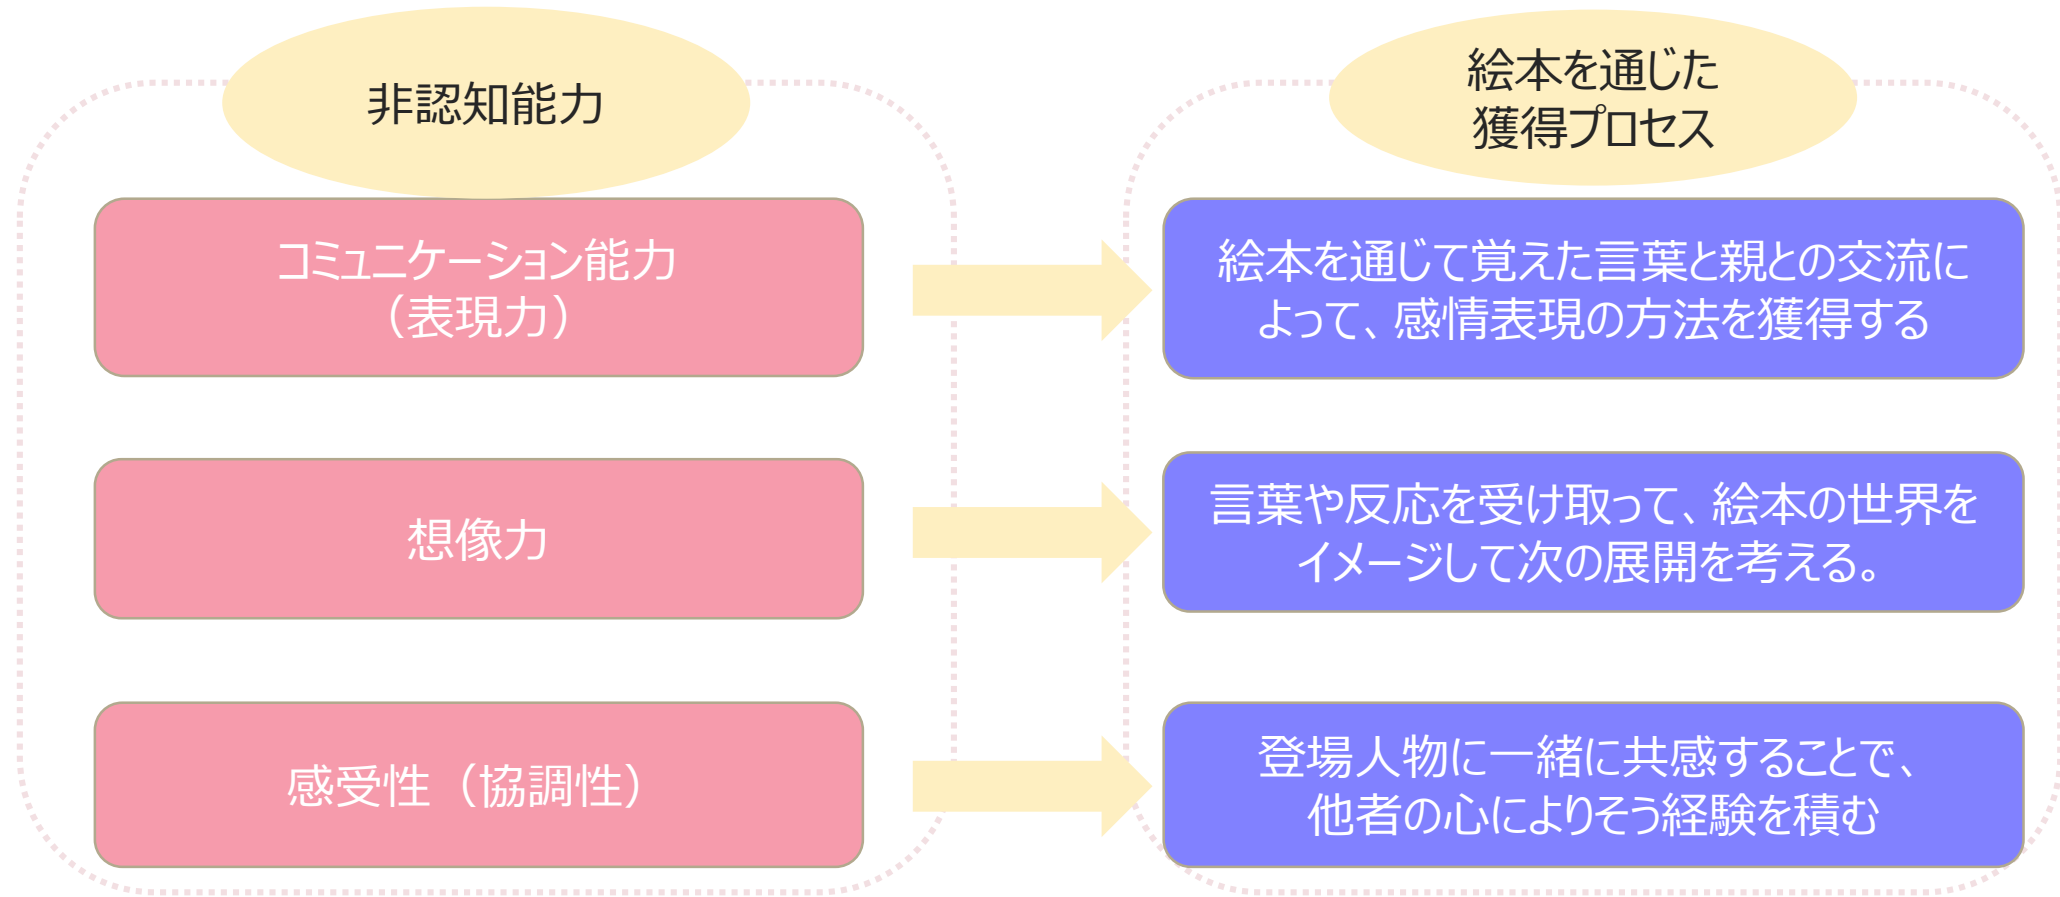 非認知能力
コミュニケーション能力
（表現力）
想像力
感受性（協調性）
絵本を通じた
獲得プロセス
絵本を通じて覚えた言葉と親との交流に
よって、感情表現の方法を獲得する
言葉や反応を受け取って、絵本の世界を
イメージして次の展開を考える。
登場人物に一緒に共感することで、
他者の心によりそう経験を積む